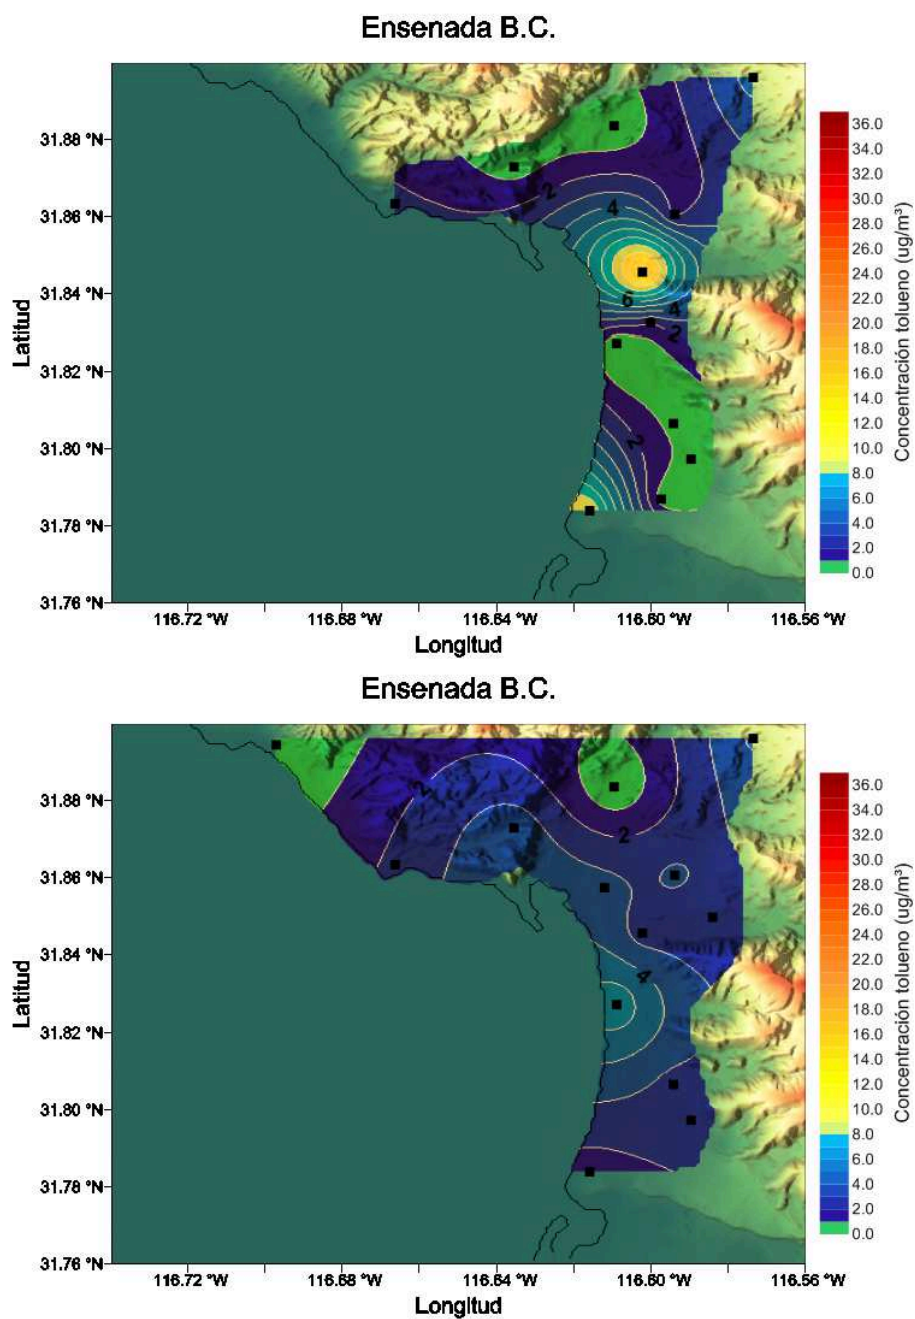 Ensenada B.C.
31.88 °N
31.86 °N
31.84 °N
31.82 °N
31.80 °N
31.78 °N
31.76 °N
Latitud
2
4
6
4
2
2
116.72 °W 116.68 °W 116.64 °W 116.60 °W 116.56 °W
Longitud
36.0
34.0
32.0
30.0
28.0
26.0
24.0
22.0
20.0
18.0
16.0
14.0
12.0
10.0
8.0
6.0
4.0
2.0
0.0
Concentración tolueno (ug/m³)
Ensenada B.C.
31.88 °N
31.86 °N
31.84 °N
31.82 °N
31.80 °N
31.78 °N
31.76 °N
Latitud
2
2
4
116.72 °W 116.68 °W 116.64 °W 116.60 °W 116.56 °W
Longitud
36.0
34.0
32.0
30.0
28.0
26.0
24.0
22.0
20.0
18.0
16.0
14.0
12.0
10.0
8.0
6.0
4.0
2.0
0.0
Concentración tolueno (ug/m³)